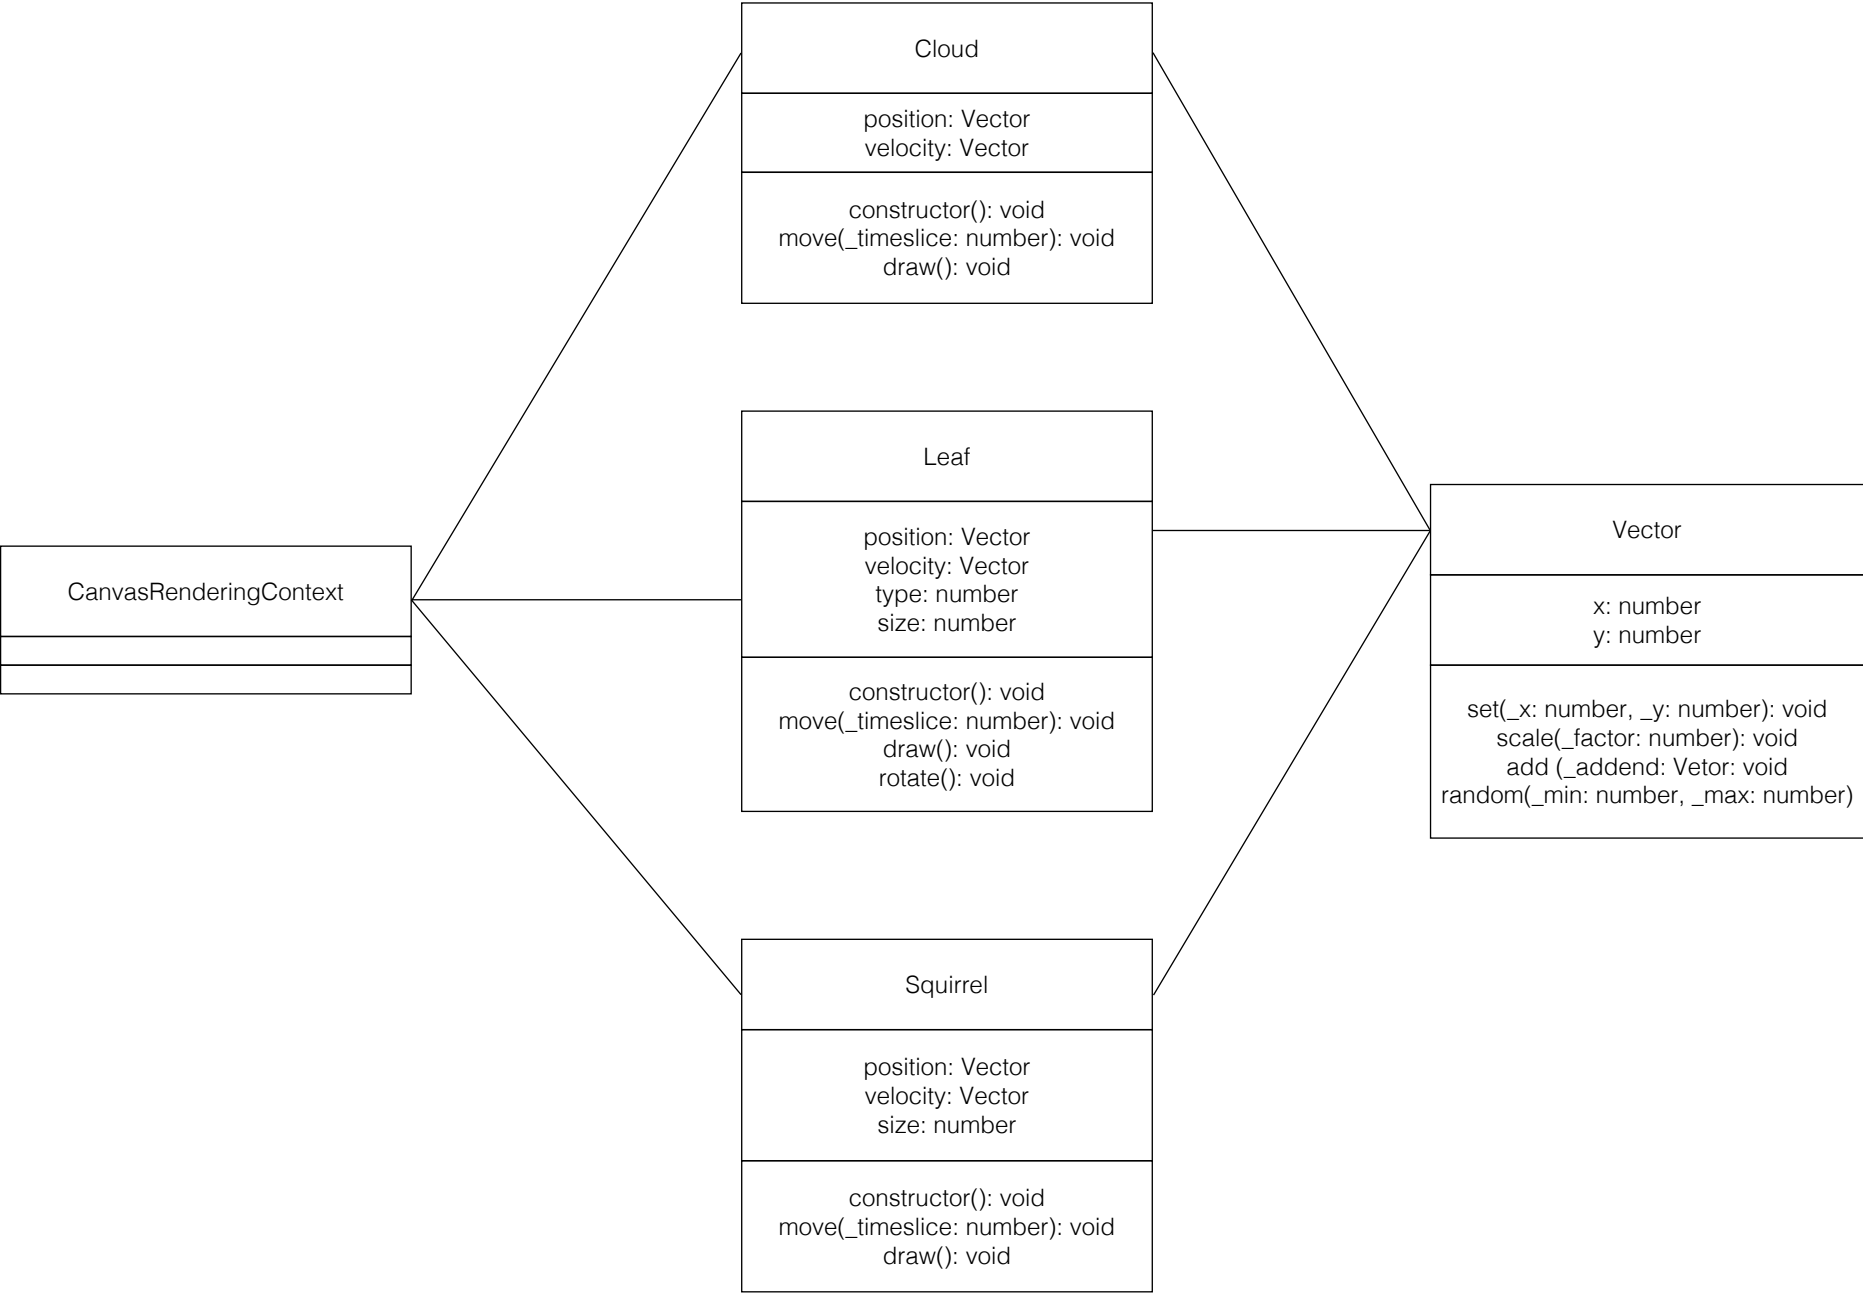 Cloud
position: Vector
velocity: Vector
constructor(): void
move(_timeslice: number): void
draw(): void
Leaf
position: Vector
velocity: Vector
type: number
size: number
constructor(): void
move(_timeslice: number): void
draw(): void
rotate(): void
CanvasRenderingContext
Vector
x: number
y: number
set(_x: number, _y: number): void
scale(_factor: number): void
add (_addend: Vetor: void
random(_min: number, _max: number)
Squirrel
position: Vector
velocity: Vector
size: number
constructor(): void
move(_timeslice: number): void
draw(): void